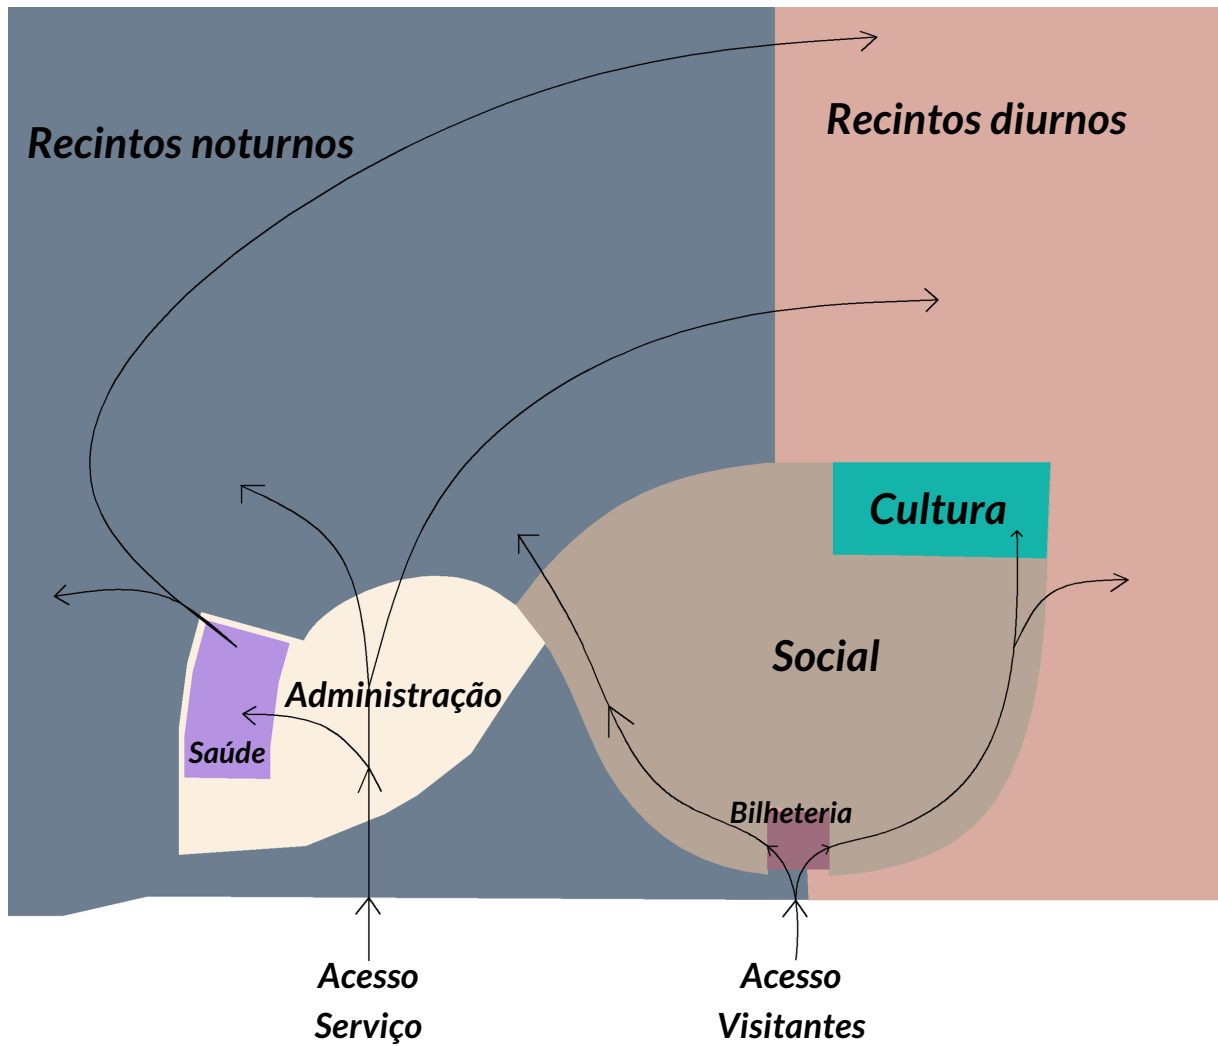 Recintos noturnos
Recintos diurnos
Cultura
Social
Administração
Saúde
Bilheteria
Acesso
Serviço
Acesso
Visitantes